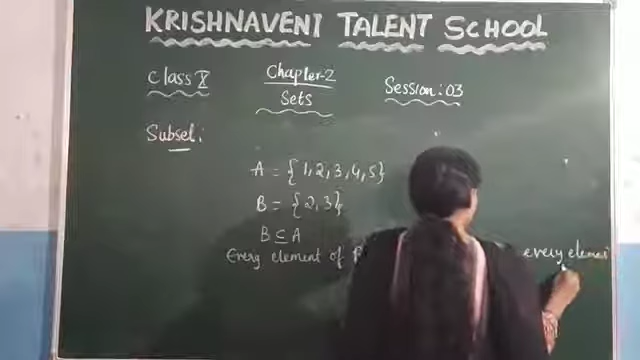 KRISHNAVENI TALENT SCHOOL
Class X
Chapter-2
Sets
Session: 03
Subset:
A = {1,2,3,4,5}
B = {2,3}
B ⊆ A
Every element of every element